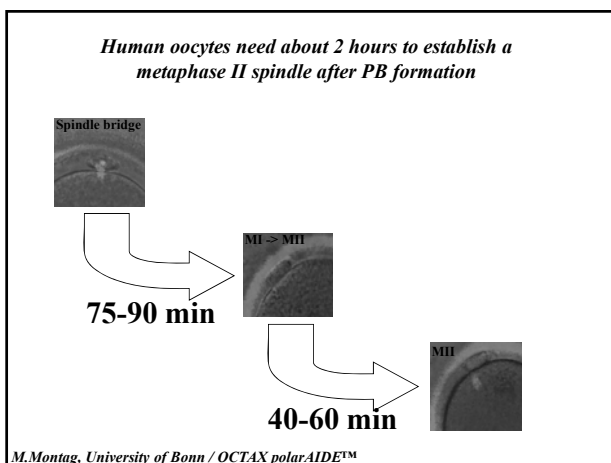 Human oocytes need about 2 hours to establish a
metaphase II spindle after PB formation
Spindle bridge
MI -> MII
75-90 min
MII
40-60 min
M.Montag, University of Bonn / OCTAX polarAIDE™